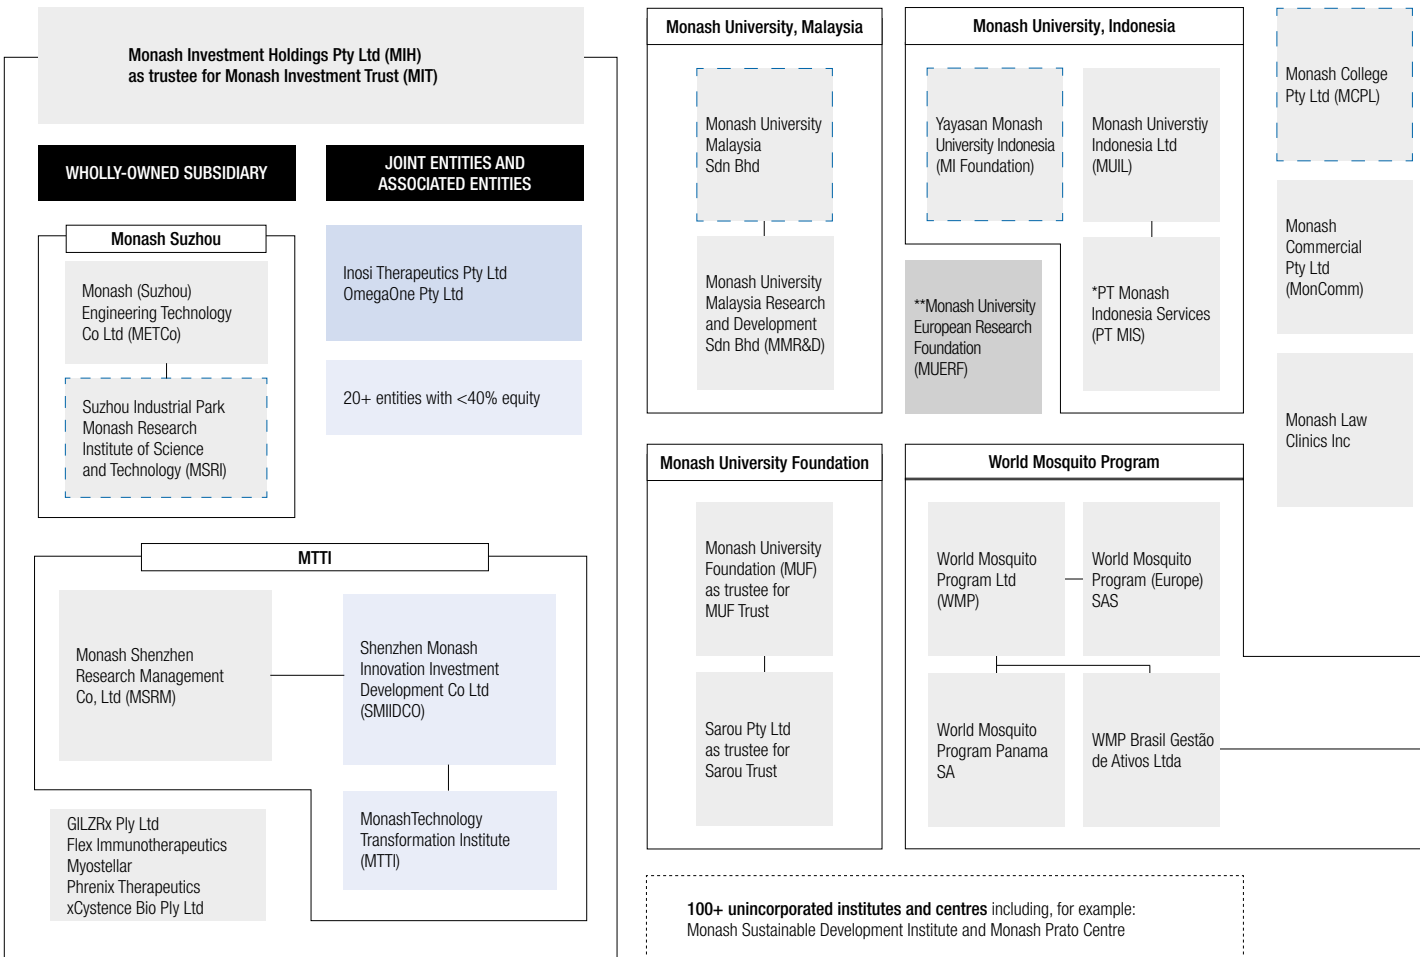 Monash Investment Holdings Pty Ltd (MIH)
as trustee for Monash Investment Trust (MIT)
WHOLLY-OWNED SUBSIDIARY
JOINT ENTITIES AND
ASSOCIATED ENTITIES
Monash Suzhou
Monash (Suzhou)
Engineering Technology
Co Ltd (METCo)
Suzhou Industrial Park
Monash Research
Institute of Science
and Technology (MSRI)
Inosi Therapeutics Pty Ltd
OmegaOne Pty Ltd
20+ entities with <40% equity
MTTI
Monash Shenzhen
Research Management
Co, Ltd (MSRM)
Shenzhen Monash
Innovation Investment
Development Co Ltd
(SMIIDCO)
MonashTechnology
Transformation Institute
(MTTI)
GILZRx Ply Ltd
Flex Immunotherapeutics
Myostellar
Phrenix Therapeutics
xCystence Bio Ply Ltd
Monash University, Malaysia
Monash University
Malaysia
Sdn Bhd
Monash University
Malaysia Research
and Development
Sdn Bhd (MMR&D)
Monash University, Indonesia
Yayasan Monash
University Indonesia
(MI Foundation)
Monash Universtiy
Indonesia Ltd
(MUIL)
*PT Monash
Indonesia Services
(PT MIS)
**Monash University
European Research
Foundation
(MUERF)
Monash College
Pty Ltd (MCPL)
Monash
Commercial
Pty Ltd
(MonComm)
Monash Law
Clinics Inc
Monash University Foundation
Monash University
Foundation (MUF)
as trustee for
MUF Trust
Sarou Pty Ltd
as trustee for
Sarou Trust
World Mosquito Program
World Mosquito
Program Ltd
(WMP)
World Mosquito
Program (Europe)
SAS
World Mosquito
Program Panama
SA
WMP Brasil Gestão
de Ativos Ltda
100+ unincorporated institutes and centres including, for example:
Monash Sustainable Development Institute and Monash Prato Centre